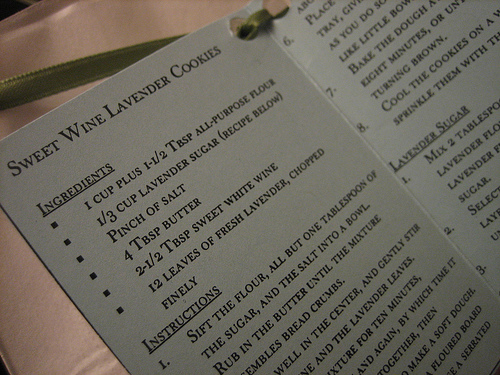 Sweet Wine Lavender Cookies
Ingredients
1 cup plus 1-1/2 Tbsp all-purpose flour
1/3 cup lavender sugar (recipe below)
Pinch of salt
4 Tbsp butter
2-1/2 Tbsp sweet white wine
12 leaves of fresh lavender, chopped
finely
Instructions
1. Sift the flour, all but one tablespoon of
the sugar, and the salt into a bowl.
Rub in the butter until the mixture
embles bread crumbs.
well in the center, and gently stir
ne and the lavender leaves.
xture for ten minutes,
and again, by which time it
together, then
o make a soft dough.
a floured board
e a serrated
Place
tray, give
as you do so
like little bow
6. Bake the dough a
eight minutes, or unt
turning brown.
7. Cool the cookies on a
8. sprinkle them with th
Lavender Sugar
1. Mix 2 tablesp
lavender fl
lavender f
sugar.
2. Selec
las
3.